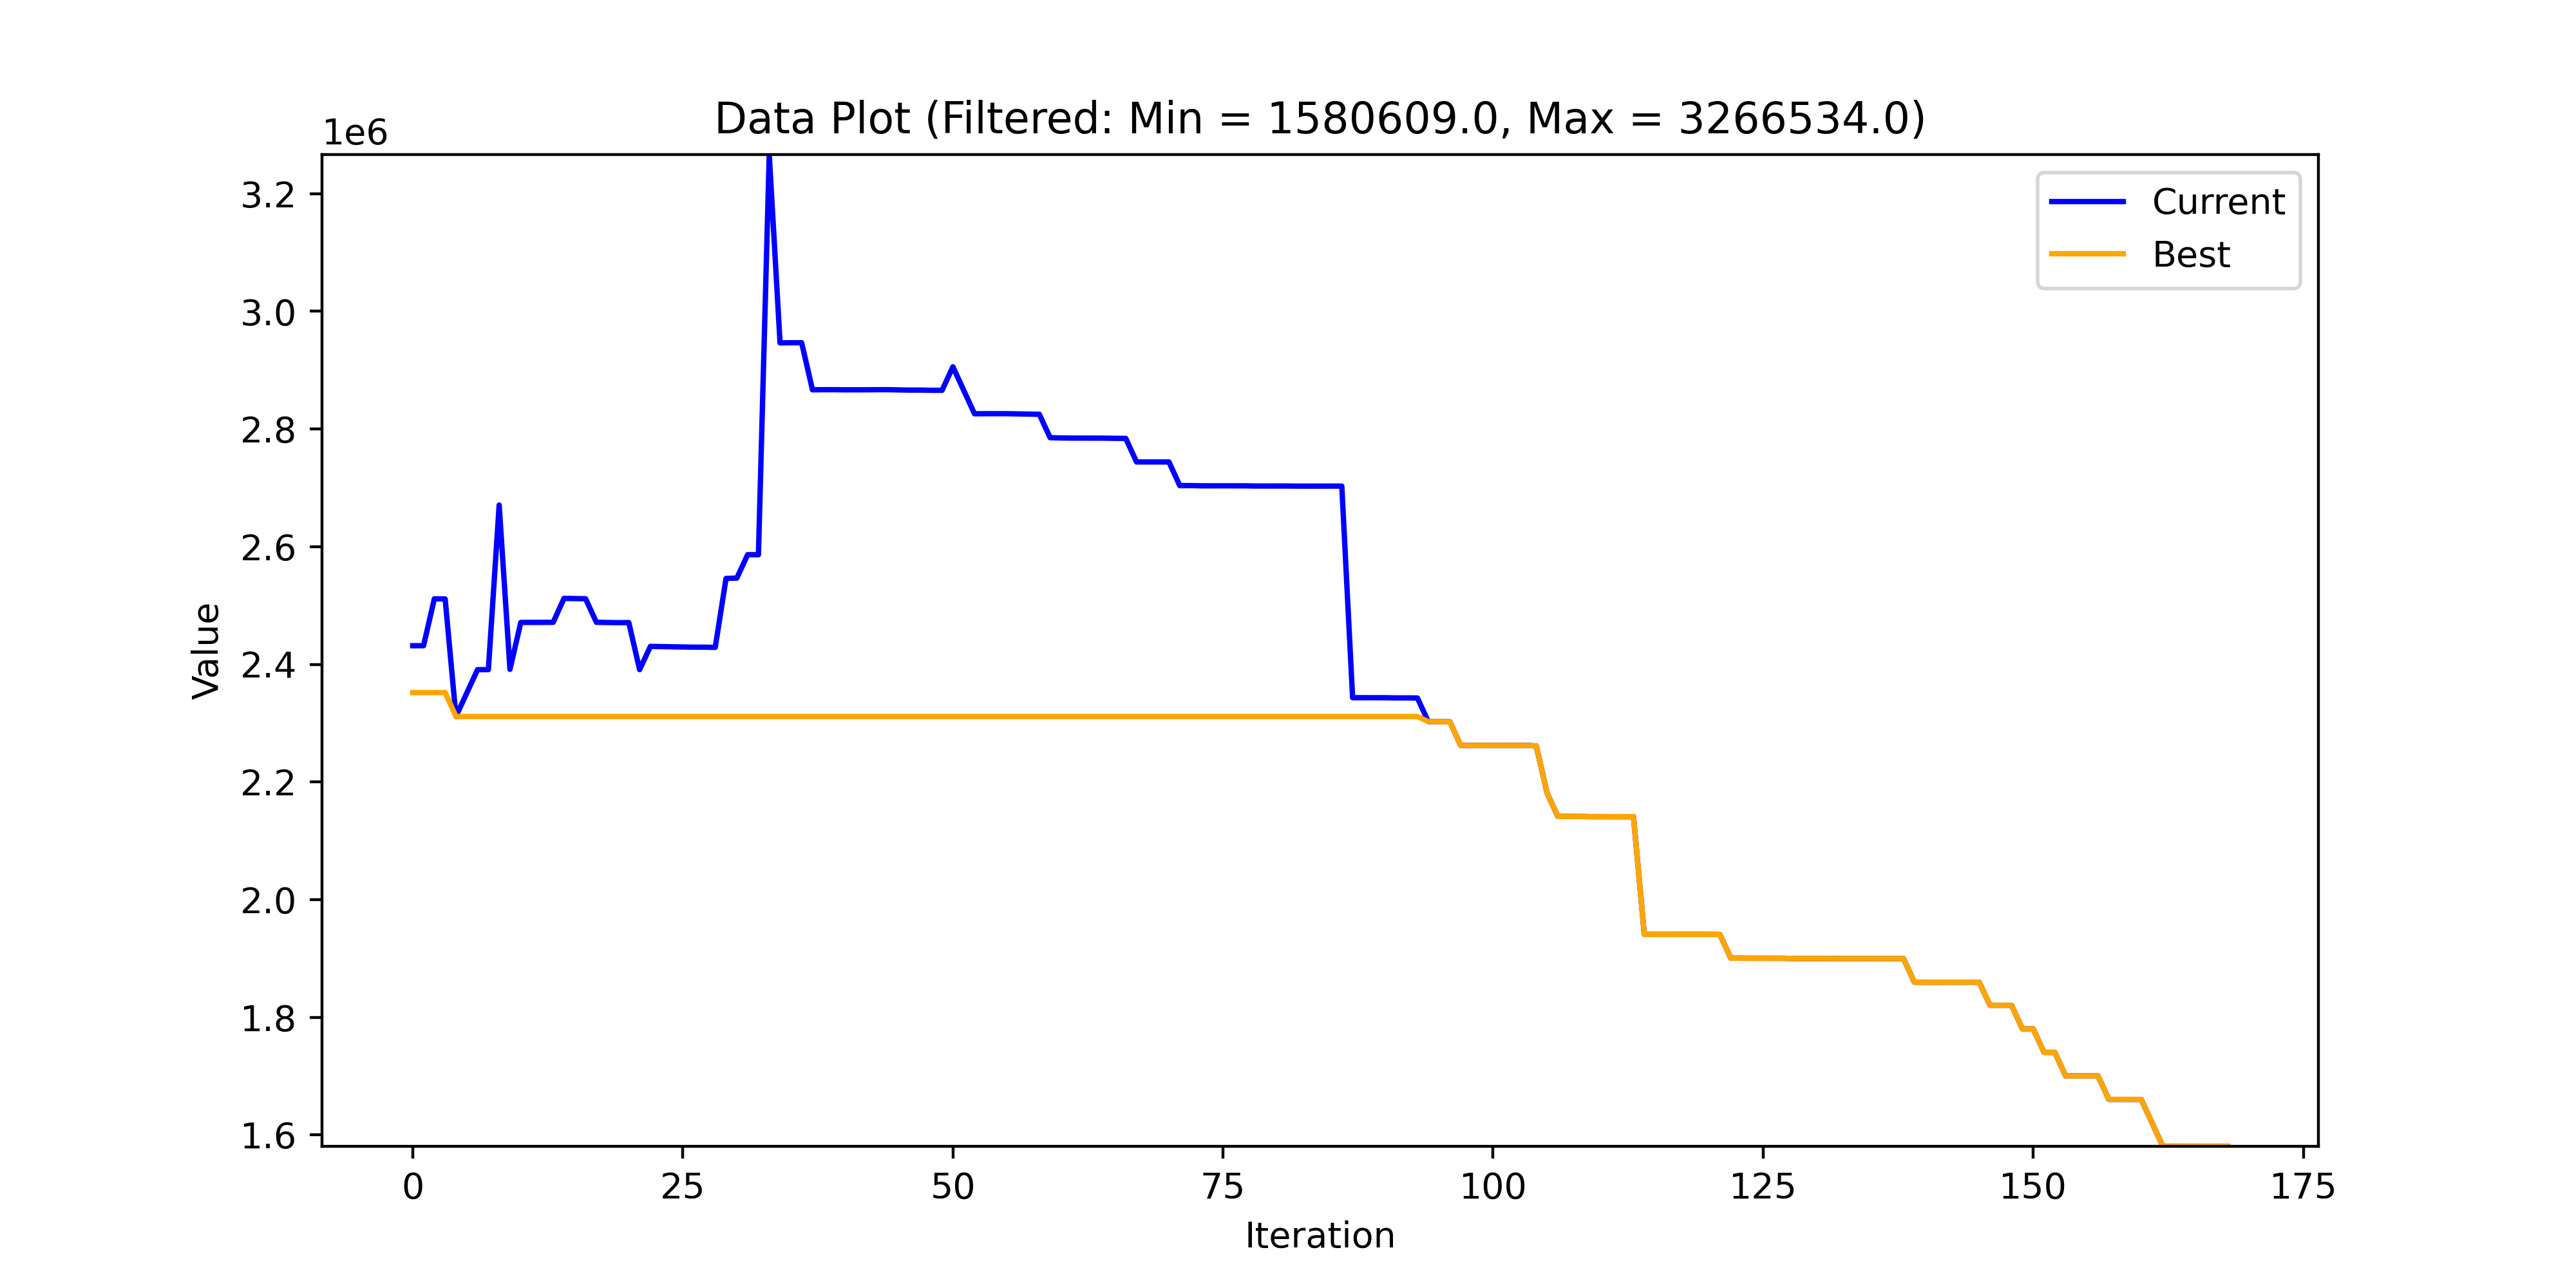 Data Plot (Filtered: Min = 1580609.0, Max = 3266534.0)
1e6
Current
Best
3.2
3.0
2.8
2.6
2.4
2.2
2.0
1.8
1.6
Value
0 25 50 75 100 125 150 175
Iteration